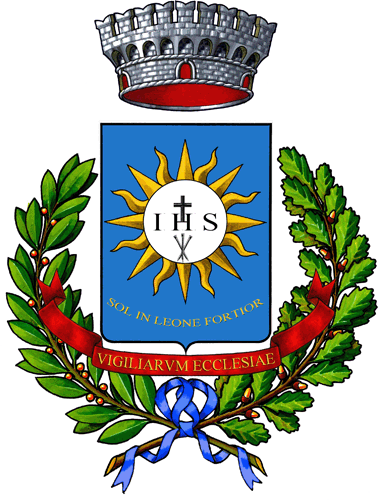 IHS
SOL IN LEONE FORTIOR
VIGILIARVM ECCLESIAE